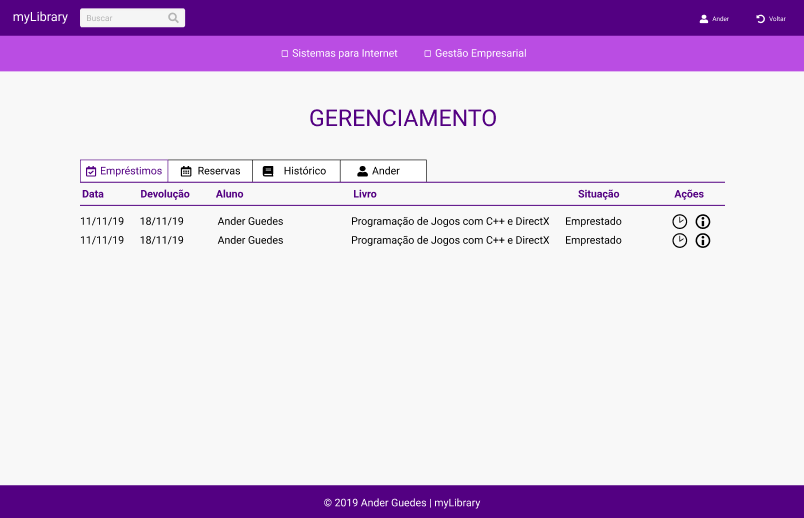 myLibrary Buscar Ander Voltar
Sistemas para Internet Gestão Empresarial
GERENCIAMENTO
Empréstimos Reservas Histórico Ander
Data Devolução Aluno Livro Situação Ações
11/11/19 18/11/19 Ander Guedes Programação de Jogos com C++ e DirectX Emprestado
11/11/19 18/11/19 Ander Guedes Programação de Jogos com C++ e DirectX Emprestado
© 2019 Ander Guedes | myLibrary